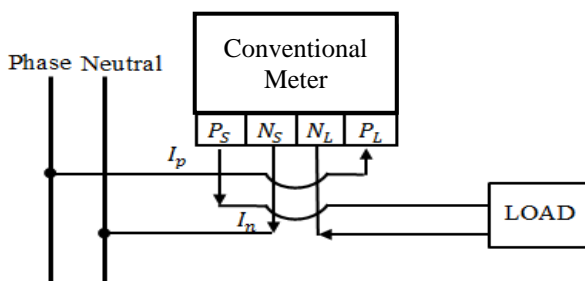 Conventional
Meter
Phase Neutral
P_S N_S N_L P_L
I_p
LOAD
I_n